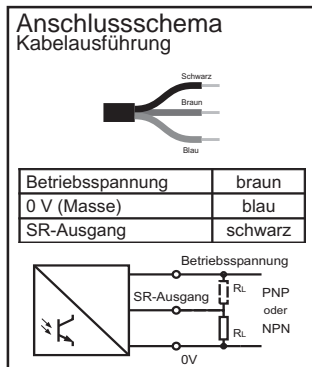 Anschlussschema
Kabelausführung
Schwarz
Braun
Blau
Betriebsspannung braun
0 V (Masse) blau
SR-Ausgang schwarz
Betriebsspannung
RL
SR-Ausgang
PNP
oder
NPN
RL
0V